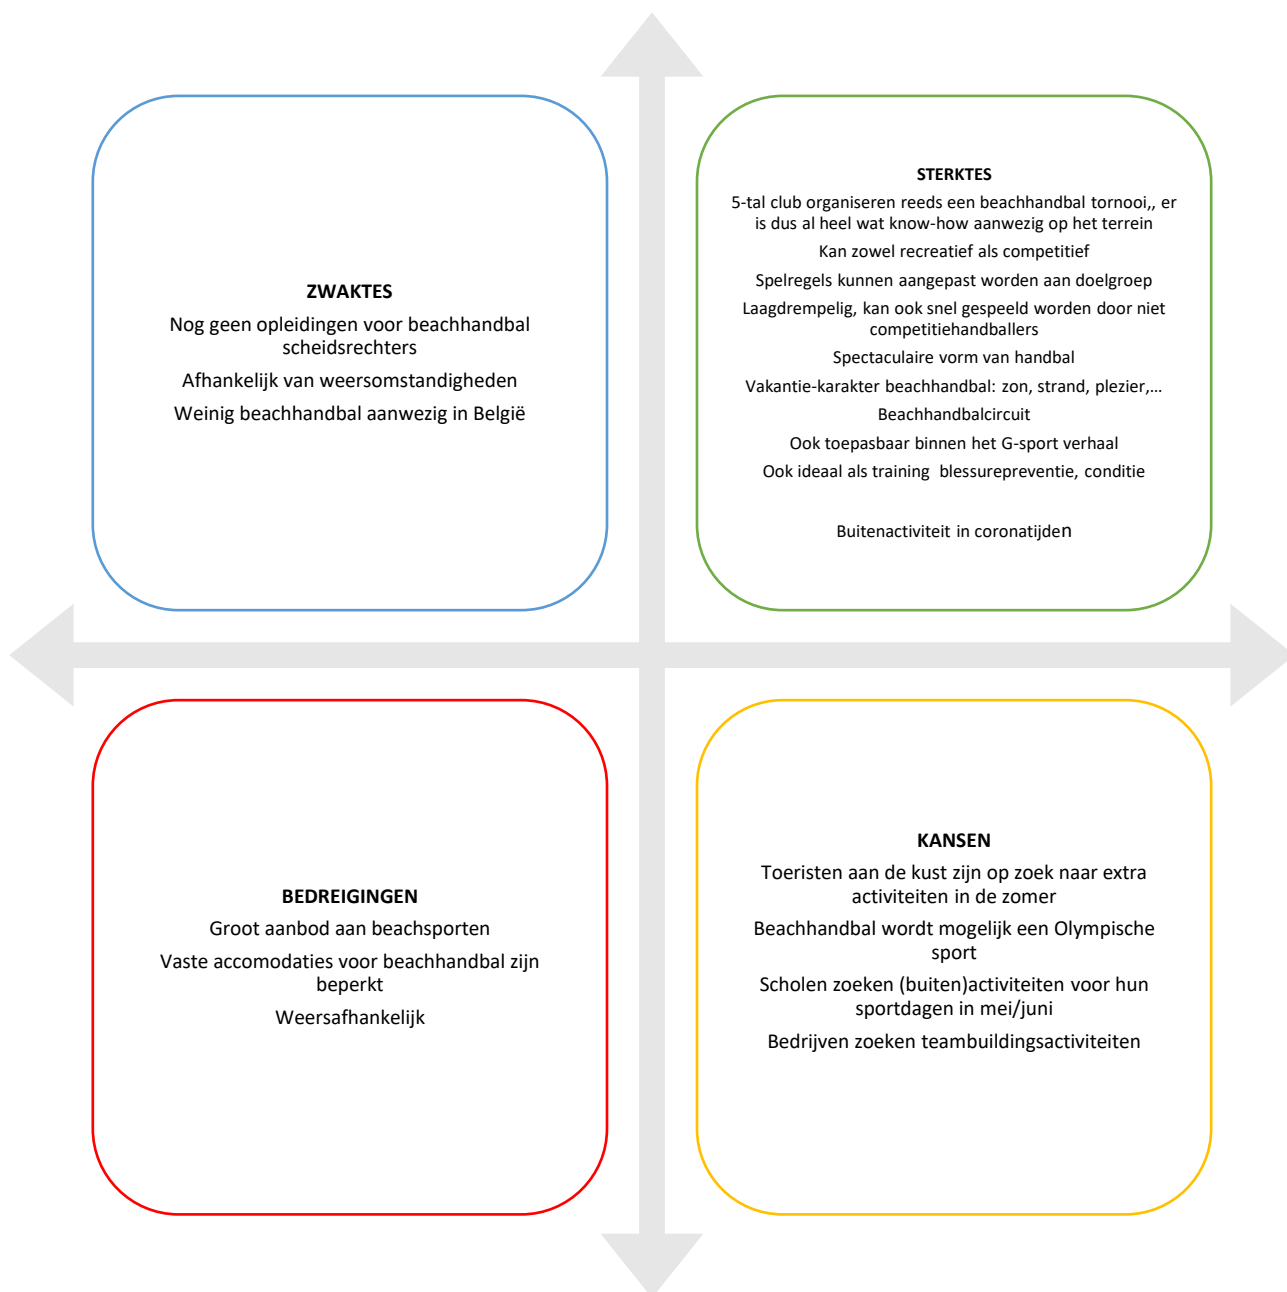 ZWAKTES
Nog geen opleidingen voor beachhandbal
scheidsrechters
Afhankelijk van weersomstandigheden
Weinig beachhandbal aanwezig in België
STERKTES
5-tal club organiseren reeds een beachhandbal tornooi,, er
is dus al heel wat know-how aanwezig op het terrein
Kan zowel recreatief als competitief
Spelregels kunnen aangepast worden aan doelgroep
Laagdrempelig, kan ook snel gespeeld worden door niet
competitiehandballers
Spectaculaire vorm van handbal
Vakantie-karakter beachhandbal: zon, strand, plezier,…
Beachhandbalcircuit
Ook toepasbaar binnen het G-sport verhaal
Ook ideaal als training  blessurepreventie, conditie
Buitenactiviteit in coronatijden
BEDREIGINGEN
Groot aanbod aan beachsporten
Vaste accomodaties voor beachhandbal zijn
beperkt
Weersafhankelijk
KANSEN
Toeristen aan de kust zijn op zoek naar extra
activiteiten in de zomer
Beachhandbal wordt mogelijk een Olympische
sport
Scholen zoeken (buiten)activiteiten voor hun
sportdagen in mei/juni
Bedrijven zoeken teambuildingsactiviteiten